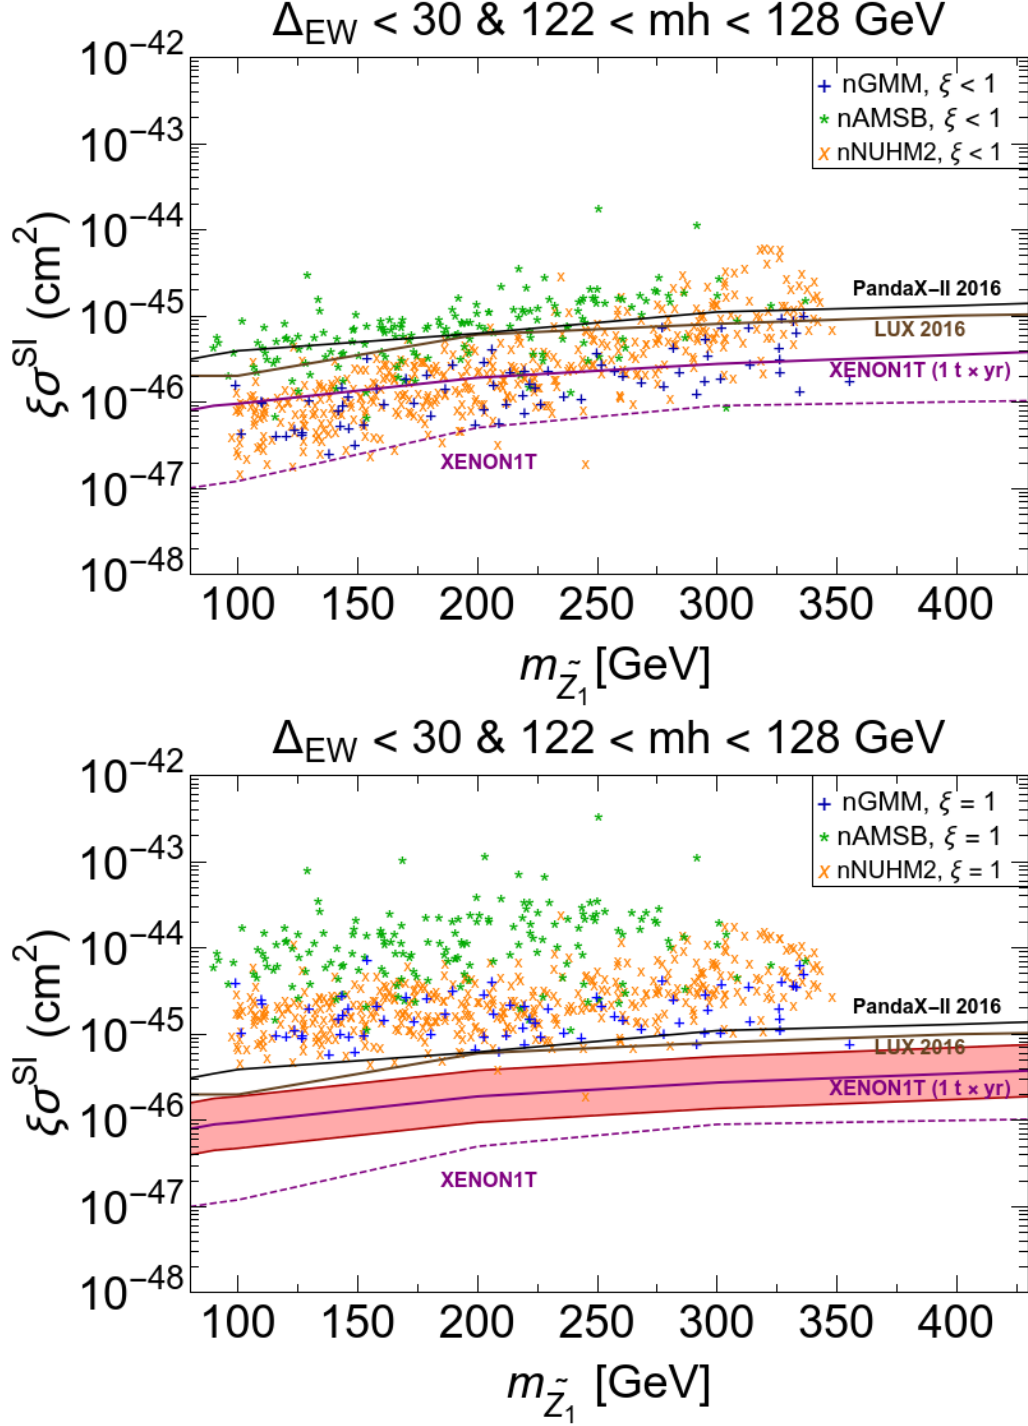 Δ_EW < 30 & 122 < mh < 128 GeV
10⁻⁴²
10⁻⁴³
10⁻⁴⁴
10⁻⁴⁵
10⁻⁴⁶
10⁻⁴⁷
10⁻⁴⁸
ξσ^SI (cm²)
+ nGMM, ξ < 1
* nAMSB, ξ < 1
x nNUHM2, ξ < 1
PandaX−II 2016
LUX 2016
XENON1T (1 t × yr)
XENON1T
100 150 200 250 300 350 400
m_Z̃₁ [GeV]
Δ_EW < 30 & 122 < mh < 128 GeV
10⁻⁴²
10⁻⁴³
10⁻⁴⁴
10⁻⁴⁵
10⁻⁴⁶
10⁻⁴⁷
10⁻⁴⁸
ξσ^SI (cm²)
+ nGMM, ξ = 1
* nAMSB, ξ = 1
x nNUHM2, ξ = 1
PandaX−II 2016
LUX 2016
XENON1T (1 t × yr)
XENON1T
100 150 200 250 300 350 400
m_Z̃₁ [GeV]